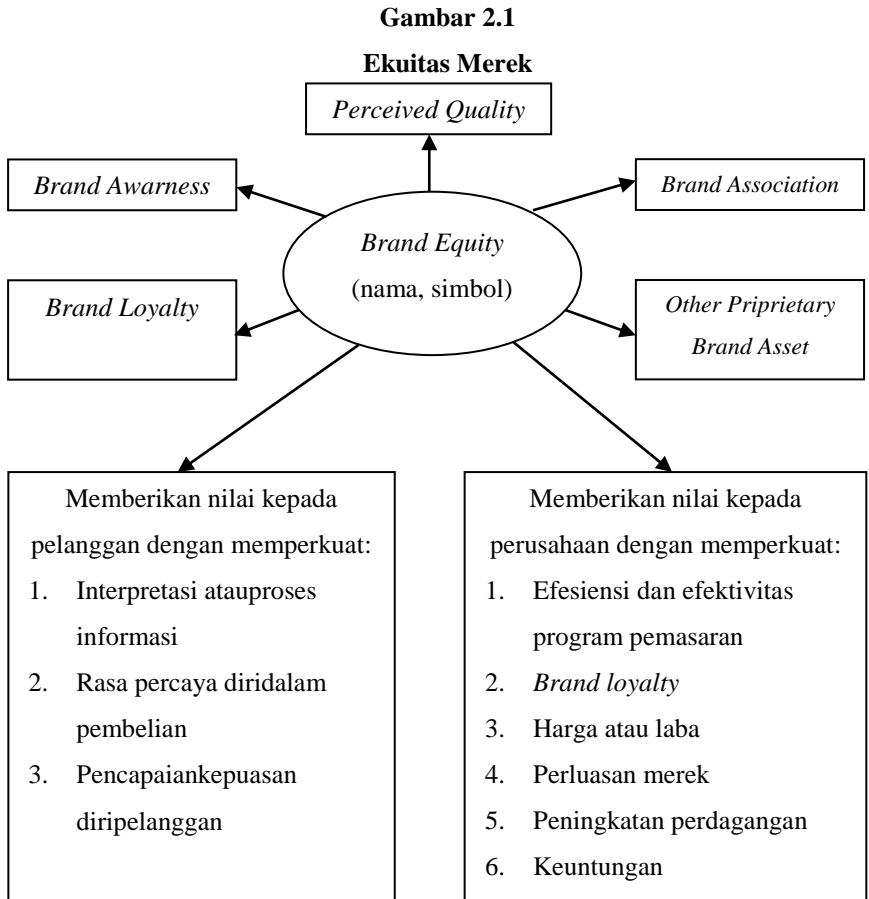 Gambar 2.1
Ekuitas Merek
Perceived Quality
Brand Awarness
Brand Association
Brand Equity
(nama, simbol)
Brand Loyalty
Other Priprietary
Brand Asset
Memberikan nilai kepada
pelanggan dengan memperkuat:
1. Interpretasi atauproses
informasi
2. Rasa percaya diridalam
pembelian
3. Pencapaiankepuasan
diripelanggan
Memberikan nilai kepada
perusahaan dengan memperkuat:
1. Efesiensi dan efektivitas
program pemasaran
2. Brand loyalty
3. Harga atau laba
4. Perluasan merek
5. Peningkatan perdagangan
6. Keuntungan